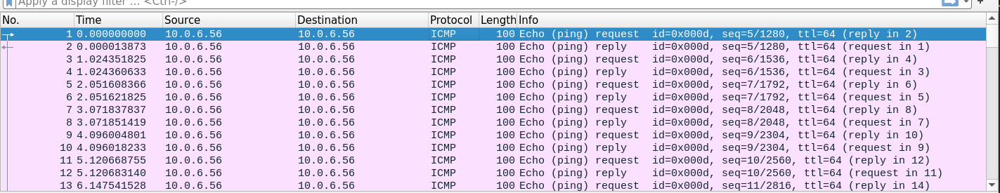 Apply a display filter ... <Ctrl-/>
No. Time Source Destination Protocol Length Info
1 0.000000000 10.0.6.56 10.0.6.56 ICMP 100 Echo (ping) request id=0x000d, seq=5/1280, ttl=64 (reply in 2)
2 0.000013873 10.0.6.56 10.0.6.56 ICMP 100 Echo (ping) reply id=0x000d, seq=5/1280, ttl=64 (request in 1)
3 1.024351825 10.0.6.56 10.0.6.56 ICMP 100 Echo (ping) request id=0x000d, seq=6/1536, ttl=64 (reply in 4)
4 1.024360633 10.0.6.56 10.0.6.56 ICMP 100 Echo (ping) reply id=0x000d, seq=6/1536, ttl=64 (request in 3)
5 2.051608366 10.0.6.56 10.0.6.56 ICMP 100 Echo (ping) request id=0x000d, seq=7/1792, ttl=64 (reply in 6)
6 2.051621825 10.0.6.56 10.0.6.56 ICMP 100 Echo (ping) reply id=0x000d, seq=7/1792, ttl=64 (request in 5)
7 3.071837837 10.0.6.56 10.0.6.56 ICMP 100 Echo (ping) request id=0x000d, seq=8/2048, ttl=64 (reply in 8)
8 3.071851419 10.0.6.56 10.0.6.56 ICMP 100 Echo (ping) reply id=0x000d, seq=8/2048, ttl=64 (request in 7)
9 4.096004801 10.0.6.56 10.0.6.56 ICMP 100 Echo (ping) request id=0x000d, seq=9/2304, ttl=64 (reply in 10)
10 4.096018233 10.0.6.56 10.0.6.56 ICMP 100 Echo (ping) reply id=0x000d, seq=9/2304, ttl=64 (request in 9)
11 5.120668755 10.0.6.56 10.0.6.56 ICMP 100 Echo (ping) request id=0x000d, seq=10/2560, ttl=64 (reply in 12)
12 5.120683140 10.0.6.56 10.0.6.56 ICMP 100 Echo (ping) reply id=0x000d, seq=10/2560, ttl=64 (request in 11)
13 6.147541528 10.0.6.56 10.0.6.56 ICMP 100 Echo (ping) request id=0x000d, seq=11/2816, ttl=64 (reply in 14)